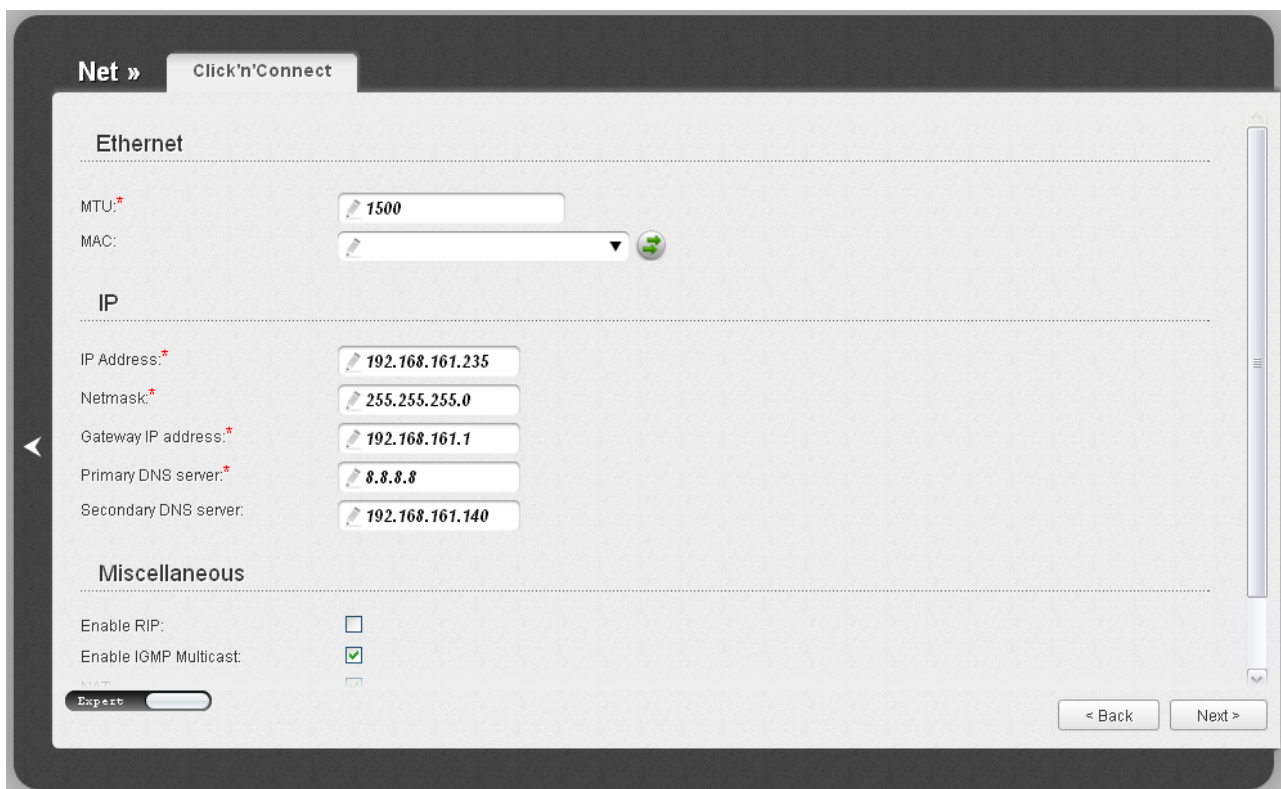 Net »
Click'n'Connect
Ethernet
MTU:* 1500
MAC:
IP
IP Address:* 192.168.161.235
Netmask:* 255.255.255.0
Gateway IP address:* 192.168.161.1
Primary DNS server:* 8.8.8.8
Secondary DNS server: 192.168.161.140
Miscellaneous
Enable RIP:
Enable IGMP Multicast:
NAT:
Expert
< Back
Next >